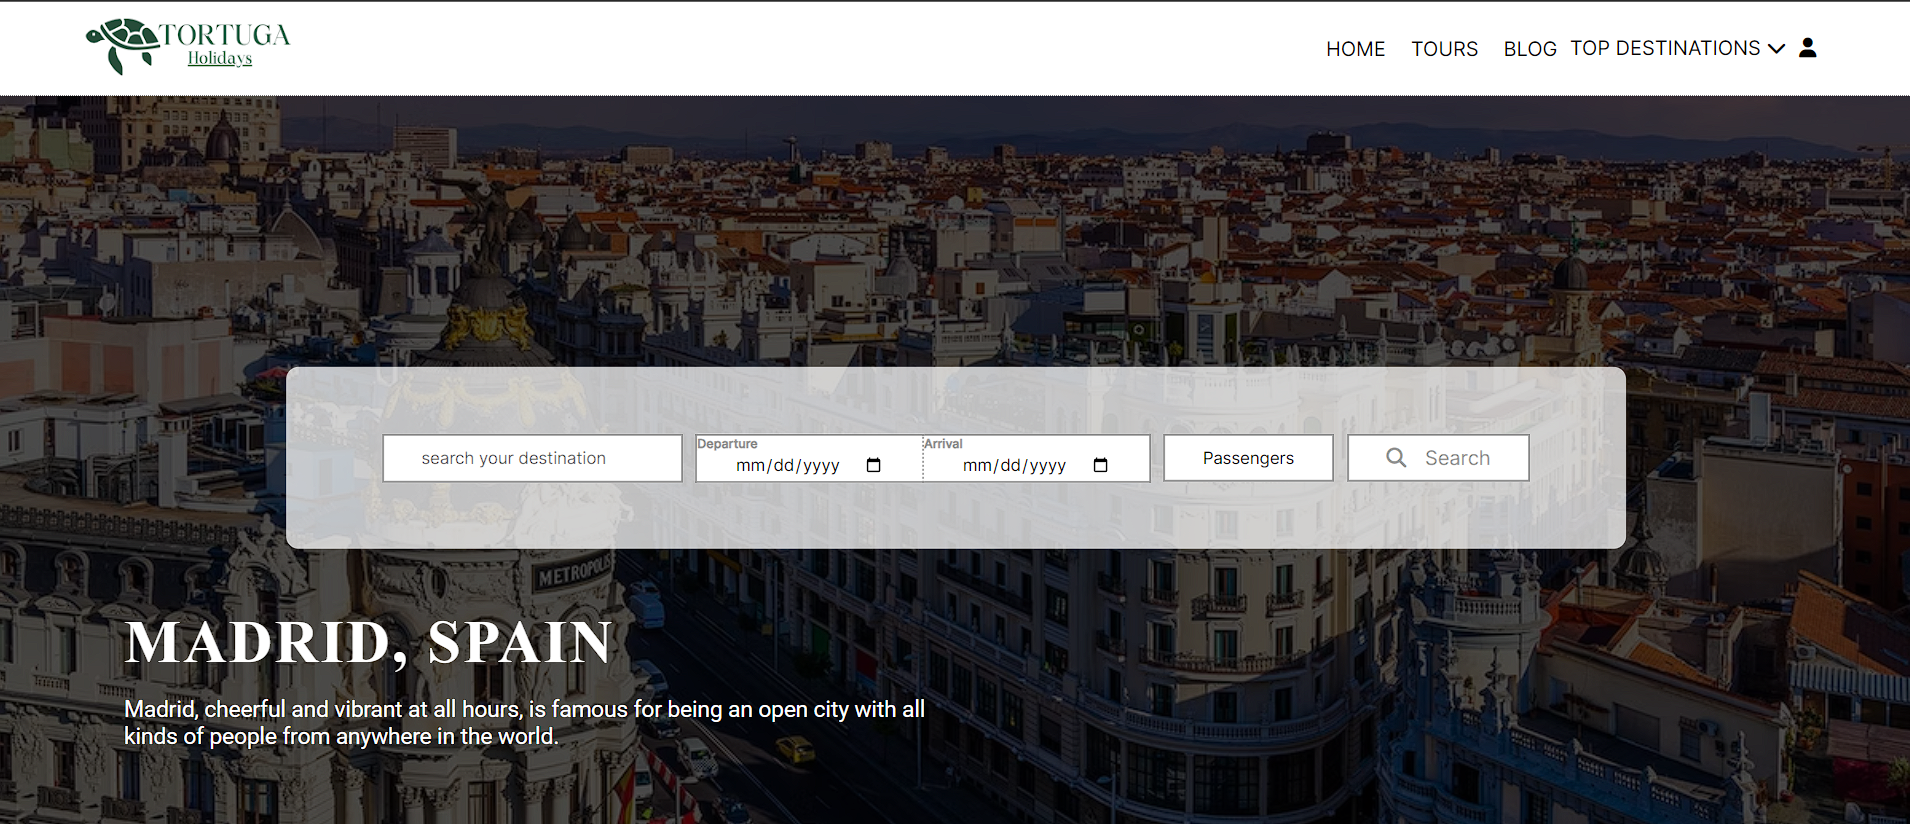 TORTUGA
Holidays
HOME TOURS BLOG TOP DESTINATIONS
search your destination
Departure
mm/dd/yyyy
Arrival
mm/dd/yyyy
Passengers
Search
METROPOLIS
MADRID, SPAIN
Madrid, cheerful and vibrant at all hours, is famous for being an open city with all
kinds of people from anywhere in the world.